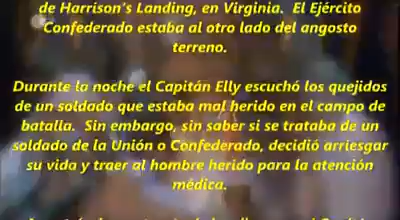 de Harrison's Landing, en Virginia.  El Ejército
Confederado estaba al otro lado del angosto
terreno.
Durante la noche el Capitán Elly escuchó los quejidos
de un soldado que estaba mal herido en el campo de
batalla.  Sin embargo, sin saber si se trataba de un
soldado de la Unión o Confederado, decidió arriesgar
su vida y traer al hombre herido para la atención
médica.